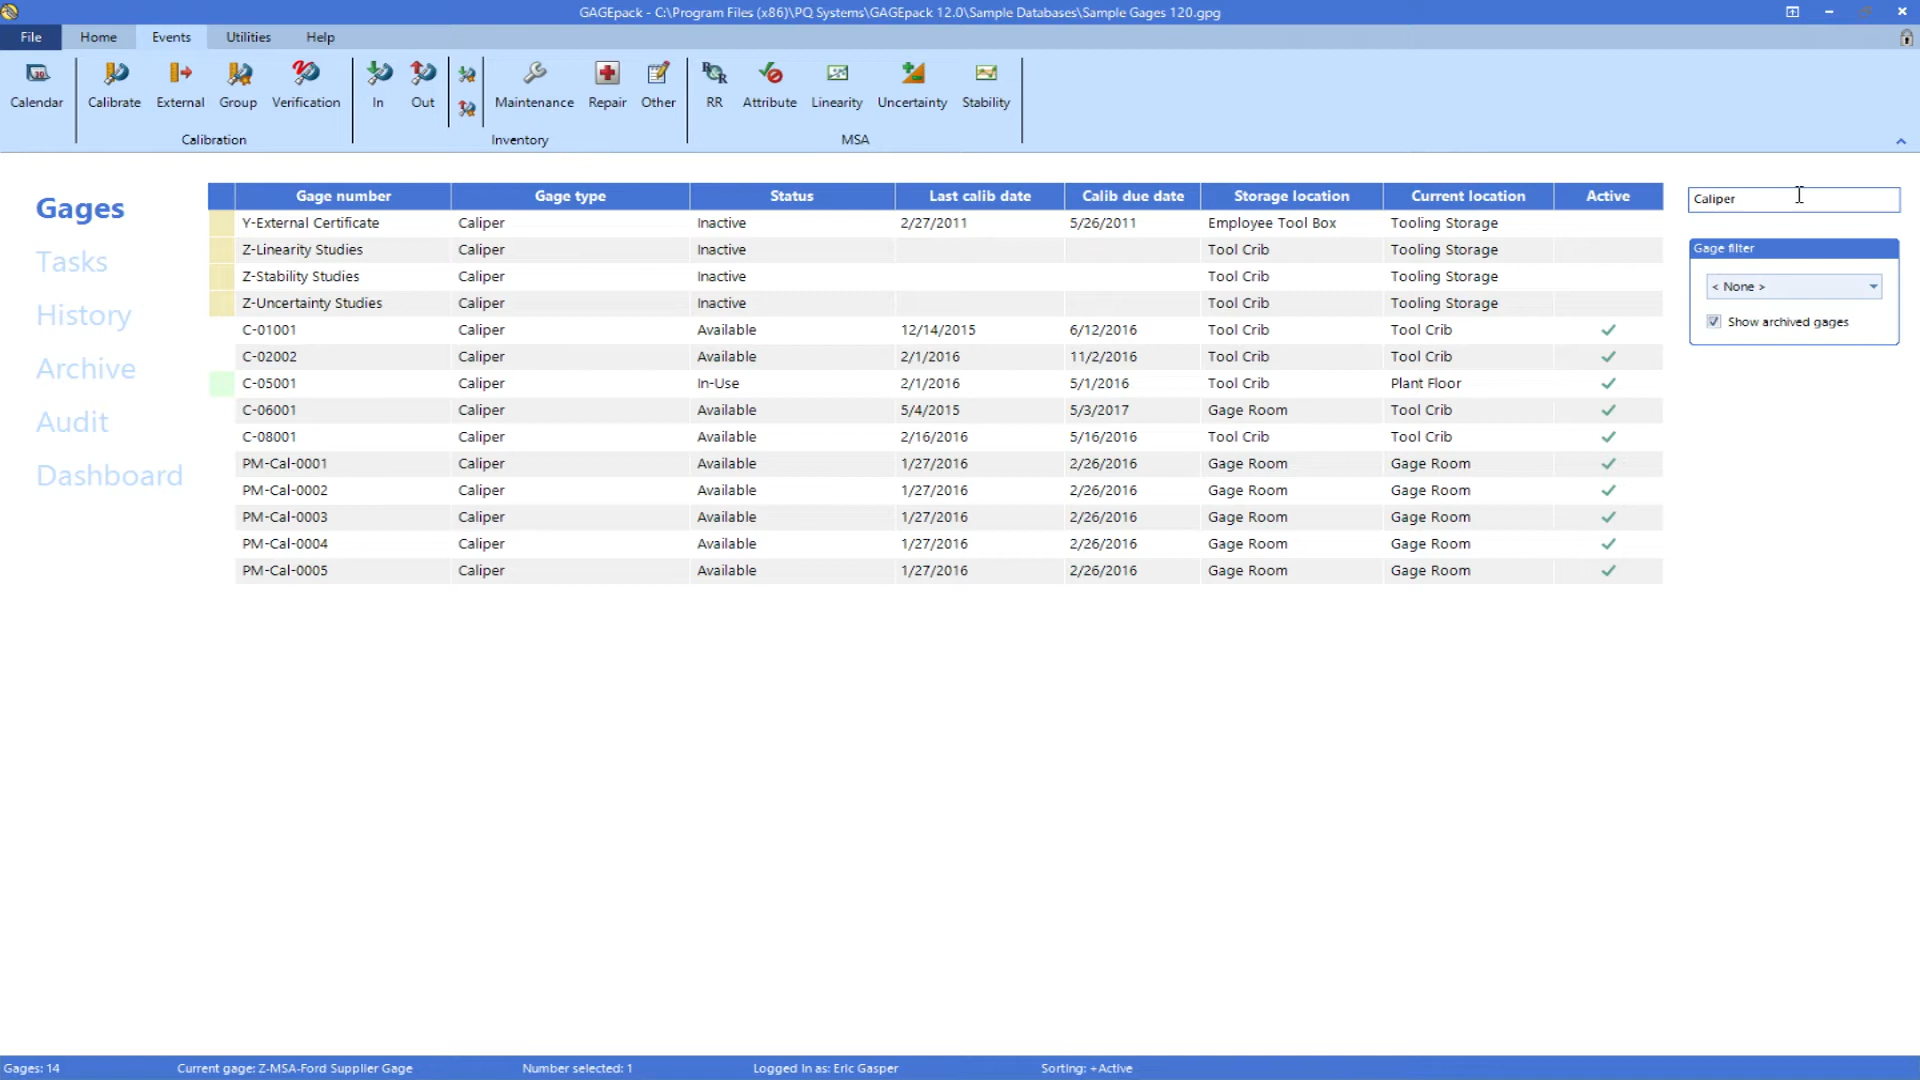 GAGEpack - C:\Program Files (x86)\PQ Systems\GAGEpack 12.0\Sample Databases\Sample Gages 120.gpg
File Home Events Utilities Help
Calendar Calibrate External Group Verification In Out Maintenance Repair Other RR Attribute Linearity Uncertainty Stability
Calibration Inventory MSA
Gages
Tasks
History
Archive
Audit
Dashboard
Gage number Gage type Status Last calib date Calib due date Storage location Current location Active
Y-External Certificate Caliper Inactive 2/27/2011 5/26/2011 Employee Tool Box Tooling Storage
Z-Linearity Studies Caliper Inactive Tool Crib Tooling Storage
Z-Stability Studies Caliper Inactive Tool Crib Tooling Storage
Z-Uncertainty Studies Caliper Inactive Tool Crib Tooling Storage
C-01001 Caliper Available 12/14/2015 6/12/2016 Tool Crib Tool Crib
C-02002 Caliper Available 2/1/2016 11/2/2016 Tool Crib Tool Crib
C-05001 Caliper In-Use 2/1/2016 5/1/2016 Tool Crib Plant Floor
C-06001 Caliper Available 5/4/2015 5/3/2017 Gage Room Tool Crib
C-08001 Caliper Available 2/16/2016 5/16/2016 Tool Crib Tool Crib
PM-Cal-0001 Caliper Available 1/27/2016 2/26/2016 Gage Room Gage Room
PM-Cal-0002 Caliper Available 1/27/2016 2/26/2016 Gage Room Gage Room
PM-Cal-0003 Caliper Available 1/27/2016 2/26/2016 Gage Room Gage Room
PM-Cal-0004 Caliper Available 1/27/2016 2/26/2016 Gage Room Gage Room
PM-Cal-0005 Caliper Available 1/27/2016 2/26/2016 Gage Room Gage Room
Caliper
Gage filter
< None >
Show archived gages
Gages: 14 Current gage: Z-MSA-Ford Supplier Gage Number selected: 1 Logged In as: Eric Gasper Sorting: +Active